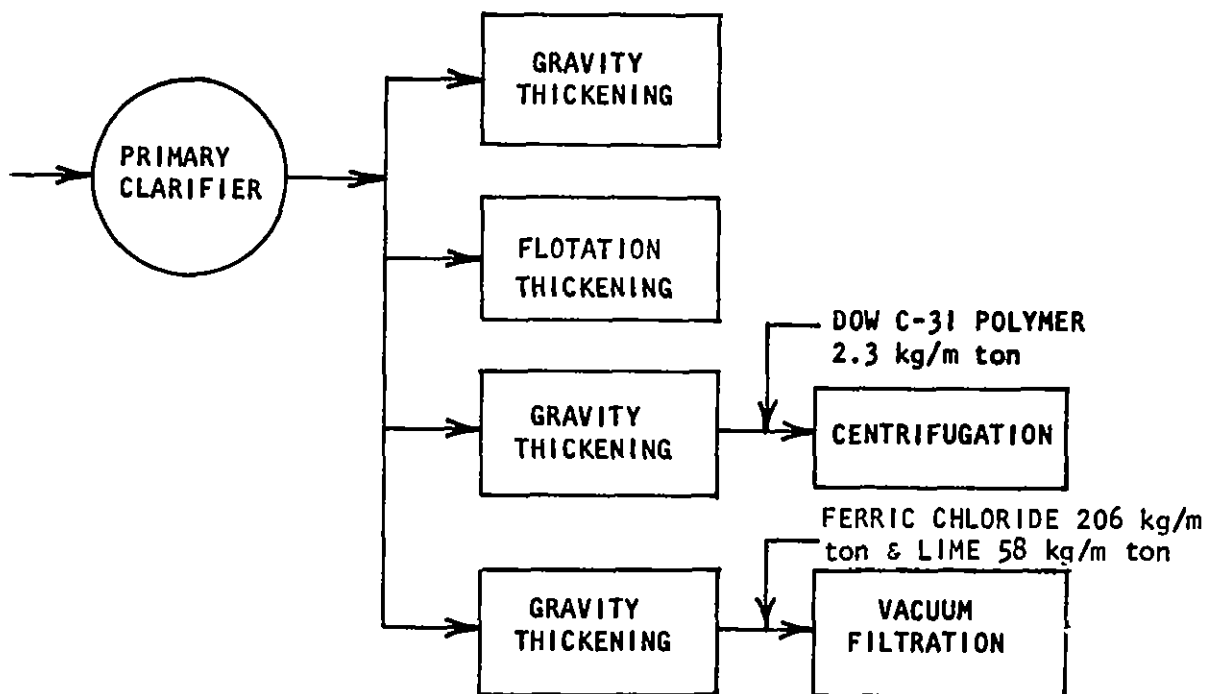 GRAVITY
THICKENING
PRIMARY
CLARIFIER
FLOTATION
THICKENING
DOW C-31 POLYMER
2.3 kg/m ton
GRAVITY
THICKENING
CENTRIFUGATION
FERRIC CHLORIDE 206 kg/m
ton & LIME 58 kg/m ton
GRAVITY
THICKENING
VACUUM
FILTRATION